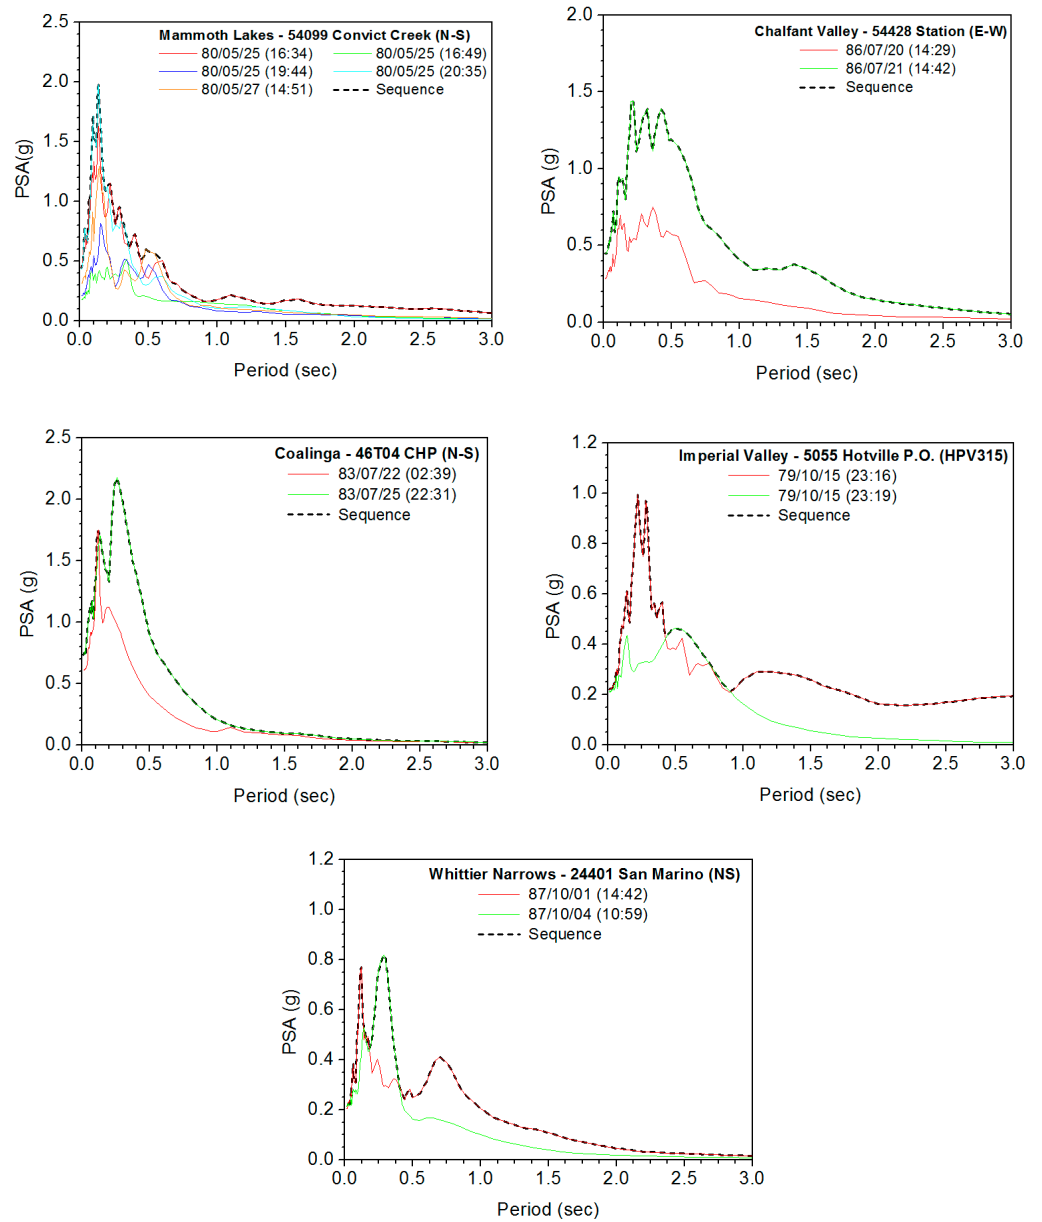 Mammoth Lakes - 54099 Convict Creek (N-S)
80/05/25 (16:34)
80/05/25 (16:49)
80/05/25 (19:44)
80/05/25 (20:35)
80/05/27 (14:51)
Sequence
PSA(g)
2.5
2.0
1.5
1.0
0.5
0.0
0.0 0.5 1.0 1.5 2.0 2.5 3.0
Period (sec)
Chalfant Valley - 54428 Station (E-W)
86/07/20 (14:29)
86/07/21 (14:42)
Sequence
PSA (g)
2.0
1.5
1.0
0.5
0.0
0.0 0.5 1.0 1.5 2.0 2.5 3.0
Period (sec)
Coalinga - 46T04 CHP (N-S)
83/07/22 (02:39)
83/07/25 (22:31)
Sequence
PSA (g)
2.5
2.0
1.5
1.0
0.5
0.0
0.0 0.5 1.0 1.5 2.0 2.5 3.0
Period (sec)
Imperial Valley - 5055 Hotville P.O. (HPV315)
79/10/15 (23:16)
79/10/15 (23:19)
Sequence
PSA (g)
1.2
1.0
0.8
0.6
0.4
0.2
0.0
0.0 0.5 1.0 1.5 2.0 2.5 3.0
Period (sec)
Whittier Narrows - 24401 San Marino (NS)
87/10/01 (14:42)
87/10/04 (10:59)
Sequence
PSA (g)
1.2
1.0
0.8
0.6
0.4
0.2
0.0
0.0 0.5 1.0 1.5 2.0 2.5 3.0
Period (sec)